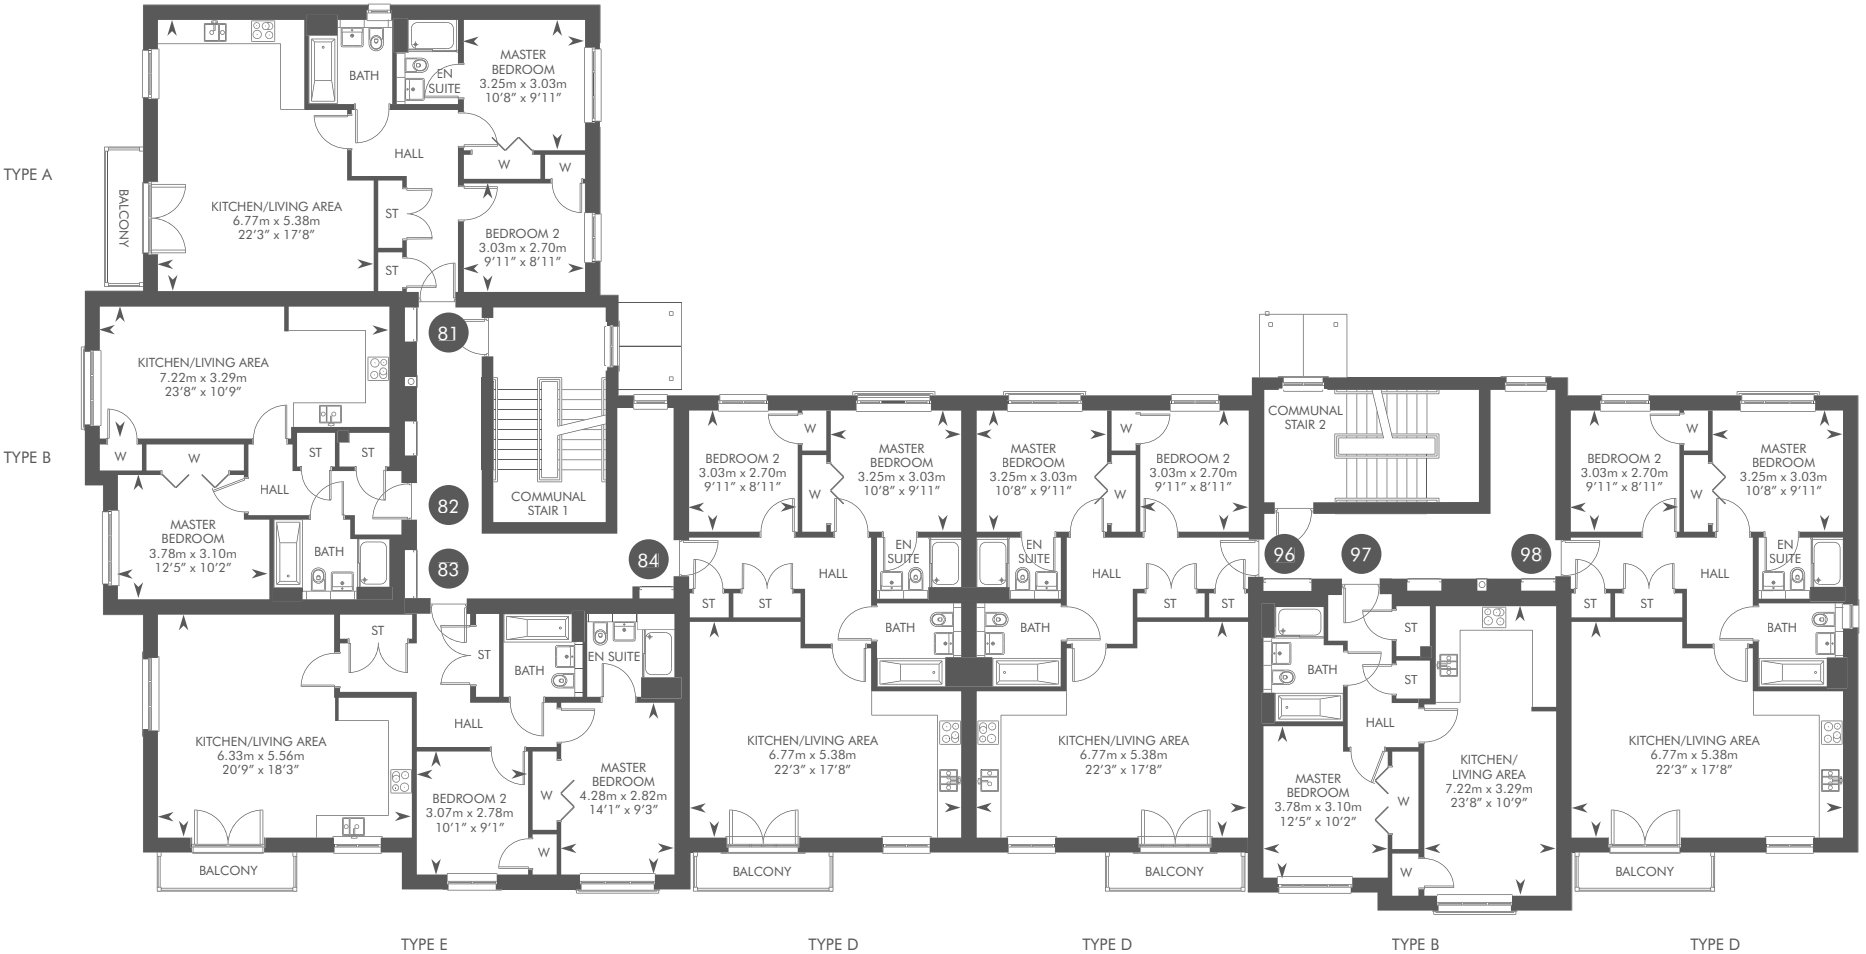 TYPE A
BALCONY
KITCHEN/LIVING AREA
6.77m x 5.38m
22'3" x 17'8"
BATH
EN
SUITE
MASTER
BEDROOM
3.25m x 3.03m
10'8" x 9'11"
HALL
W
W
ST
ST
BEDROOM 2
3.03m x 2.70m
9'11" x 8'11"
81
TYPE B
KITCHEN/LIVING AREA
7.22m x 3.29m
23'8" x 10'9"
W
W
ST
ST
HALL
MASTER
BEDROOM
3.78m x 3.10m
12'5" x 10'2"
BATH
82
83
84
COMMUNAL
STAIR 1
ST
ST
BATH
EN SUITE
HALL
KITCHEN/LIVING AREA
6.33m x 5.56m
20'9" x 18'3"
BEDROOM 2
3.07m x 2.78m
10'1" x 9'1"
W
W
MASTER
BEDROOM
4.28m x 2.82m
14'1" x 9'3"
BALCONY
TYPE E
BEDROOM 2
3.03m x 2.70m
9'11" x 8'11"
W
W
MASTER
BEDROOM
3.25m x 3.03m
10'8" x 9'11"
EN
SUITE
HALL
ST
ST
BATH
KITCHEN/LIVING AREA
6.77m x 5.38m
22'3" x 17'8"
BALCONY
TYPE D
MASTER
BEDROOM
3.25m x 3.03m
10'8" x 9'11"
W
W
BEDROOM 2
3.03m x 2.70m
9'11" x 8'11"
EN
SUITE
HALL
ST
ST
BATH
KITCHEN/LIVING AREA
6.77m x 5.38m
22'3" x 17'8"
BALCONY
TYPE D
COMMUNAL
STAIR 2
96
97
98
ST
BATH
ST
HALL
MASTER
BEDROOM
3.78m x 3.10m
12'5" x 10'2"
W
W
KITCHEN/
LIVING AREA
7.22m x 3.29m
23'8" x 10'9"
TYPE B
BEDROOM 2
3.03m x 2.70m
9'11" x 8'11"
W
W
MASTER
BEDROOM
3.25m x 3.03m
10'8" x 9'11"
EN
SUITE
HALL
ST
ST
BATH
KITCHEN/LIVING AREA
6.77m x 5.38m
22'3" x 17'8"
BALCONY
TYPE D